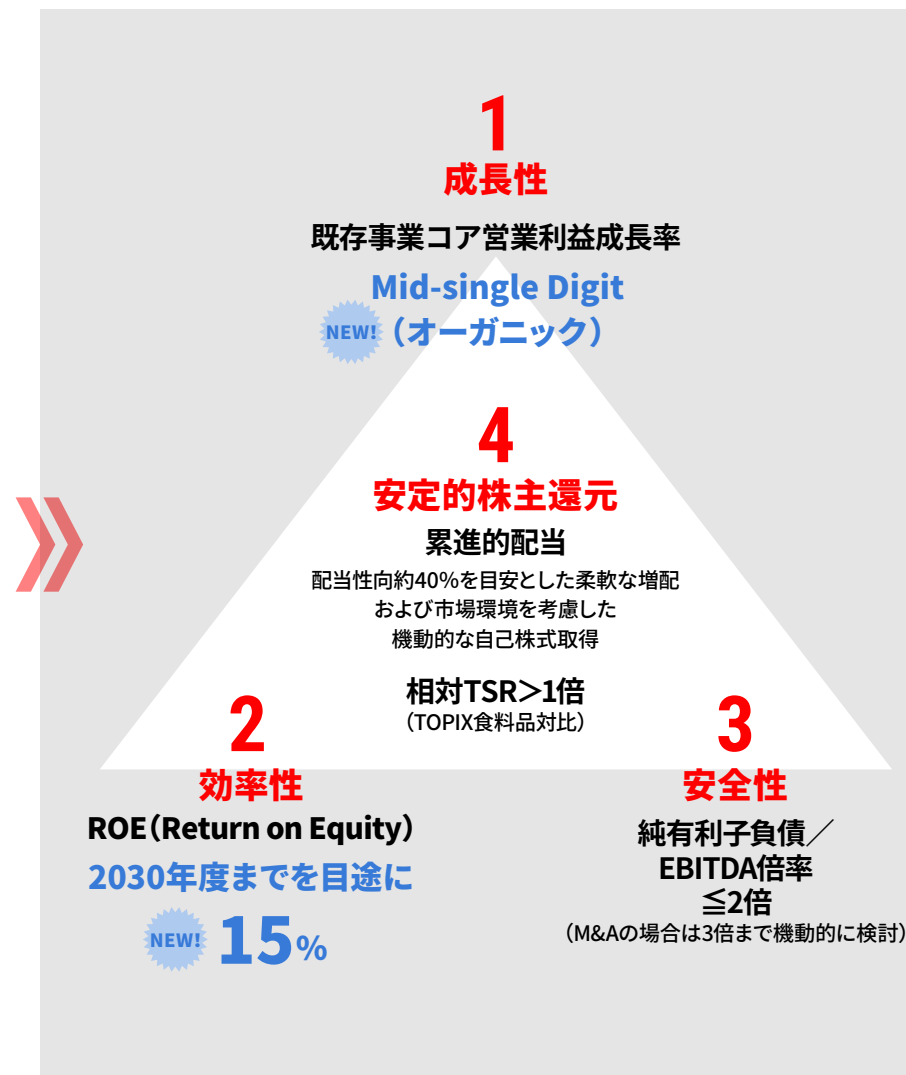 1
成長性
既存事業コア営業利益成長率
Mid-single Digit
NEW!
（オーガニック）
4
安定的株主還元
累進的配当
配当性向約40%を目安とした柔軟な増配
および市場環境を考慮した
機動的な自己株式取得
相対TSR＞1倍
（TOPIX食料品対比）
2
効率性
ROE（Return on Equity）
2030年度までを目途に
NEW!
15%
3
安全性
純有利子負債／
EBITDA倍率
≦2倍
（M&Aの場合は3倍まで機動的に検討）